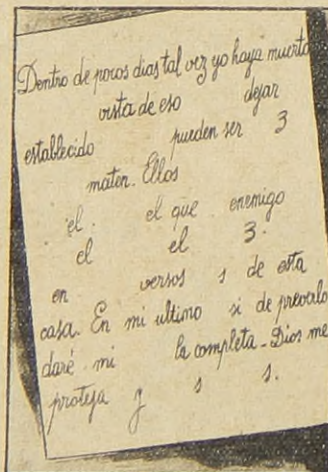 Dentro de pocos dias tal vez yo haya muerto
vista de eso dejar
establecido pueden ser 3
maten. Ellos
el. el que enemigo
el el 3.
en versos s de esta
casa. En mi ultimo si de prevalo
daré mi la completa - Dios me
proteja y s s.